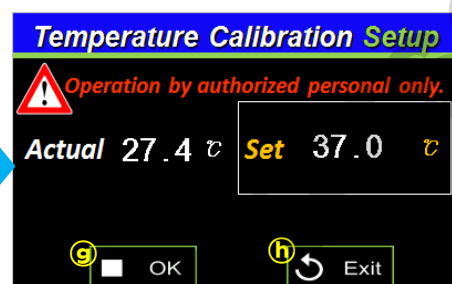 Temperature Calibration Setup
Operation by authorized personal only.
Actual 27.4 ℃ Set 37.0 ℃
ⓖ OK ⓗ Exit